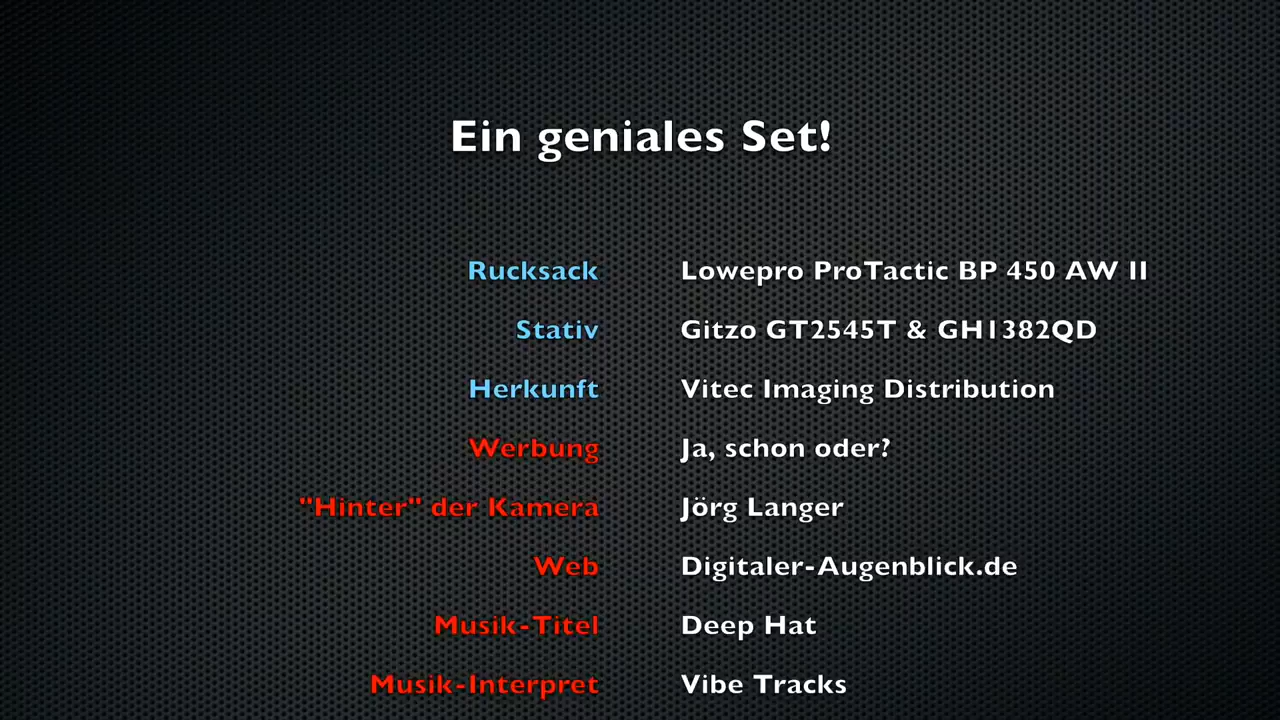 Ein geniales Set!
Rucksack Lowepro ProTactic BP 450 AW II
Stativ Gitzo GT2545T & GH1382QD
Herkunft Vitec Imaging Distribution
Werbung Ja, schon oder?
"Hinter" der Kamera Jörg Langer
Web Digitaler-Augenblick.de
Musik-Titel Deep Hat
Musik-Interpret Vibe Tracks